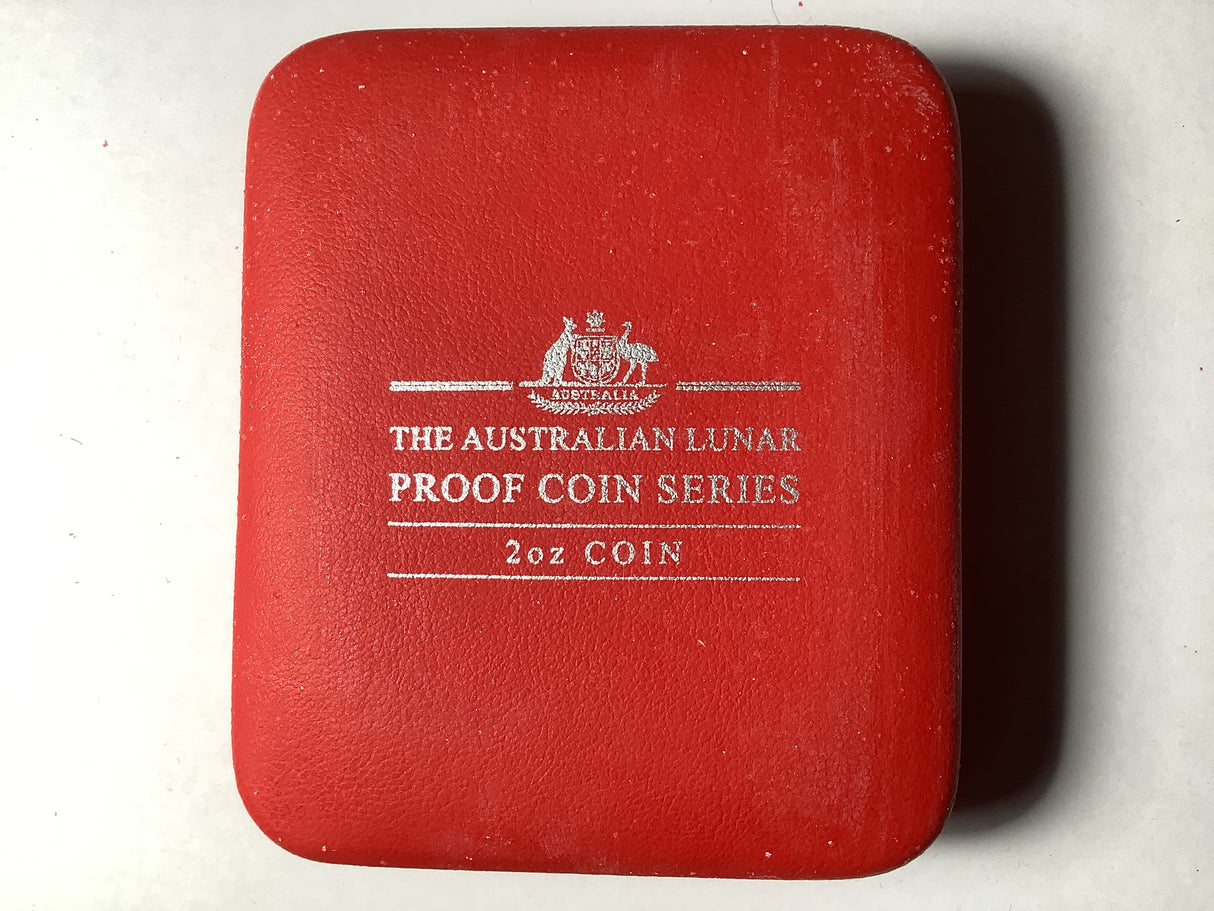 AUSTRALIA
THE AUSTRALIAN LUNAR
PROOF COIN SERIES
2oz COIN